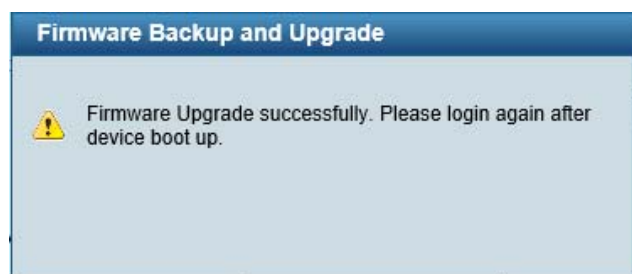 Firmware Backup and Upgrade
Firmware Upgrade successfully. Please login again after
device boot up.